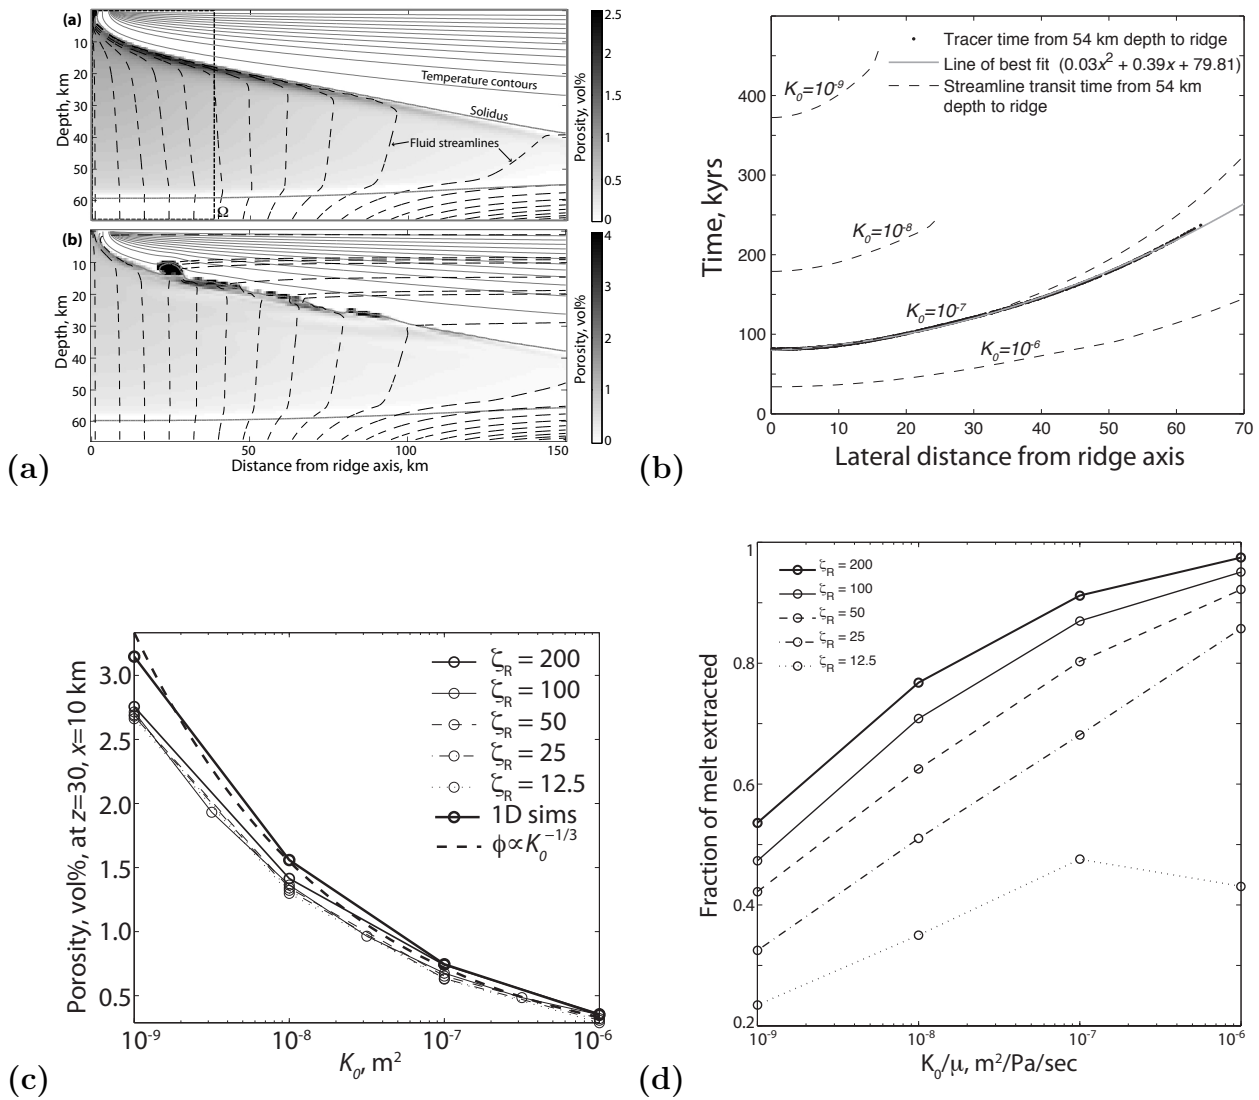 (a)
Depth, km
10
20
30
40
50
60
Temperature contours
Solidus
Fluid streamlines
Ω
2.5
2
1.5
1
0.5
0
Porosity, vol%
(b)
Depth, km
10
20
30
40
50
60
0
50
100
150
Distance from ridge axis, km
4
3
2
1
0
Porosity, vol%
(a)
Time, kyrs
400
300
200
100
0
0
10
20
30
40
50
60
70
Lateral distance from ridge axis
Tracer time from 54 km depth to ridge
Line of best fit (0.03x² + 0.39x + 79.81)
Streamline transit time from 54 km
depth to ridge
K₀=10⁻⁹
K₀=10⁻⁸
K₀=10⁻⁷
K₀=10⁻⁶
(b)
Porosity, vol%, at z=30, x=10 km
3.0
2.5
2.0
1.5
1.0
0.5
10⁻⁹
10⁻⁸
10⁻⁷
10⁻⁶
K₀, m²
ζR = 200
ζR = 100
ζR = 50
ζR = 25
ζR = 12.5
1D sims
ϕ∝K₀⁻¹/³
(c)
Fraction of melt extracted
1
0.8
0.6
0.4
0.2
10⁻⁹
10⁻⁸
10⁻⁷
10⁻⁶
K₀/μ, m²/Pa/sec
ζR = 200
ζR = 100
ζR = 50
ζR = 25
ζR = 12.5
(d)